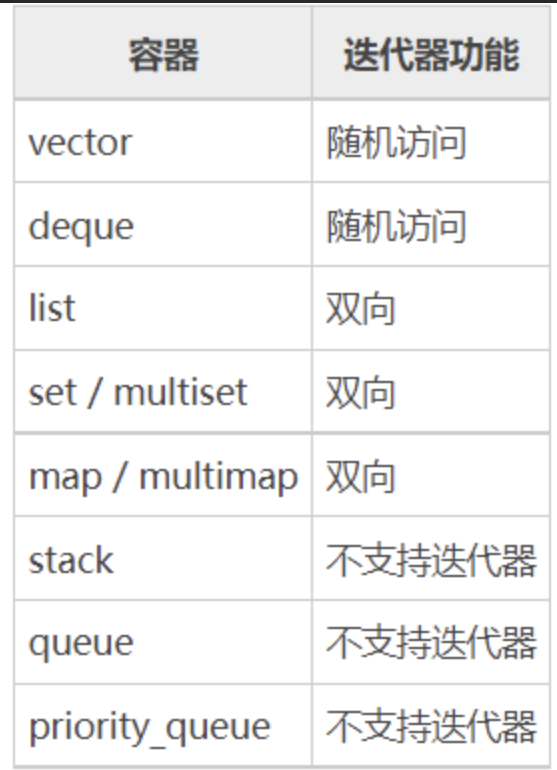 容器 迭代器功能
vector 随机访问
deque 随机访问
list 双向
set / multiset 双向
map / multimap 双向
stack 不支持迭代器
queue 不支持迭代器
priority_queue 不支持迭代器